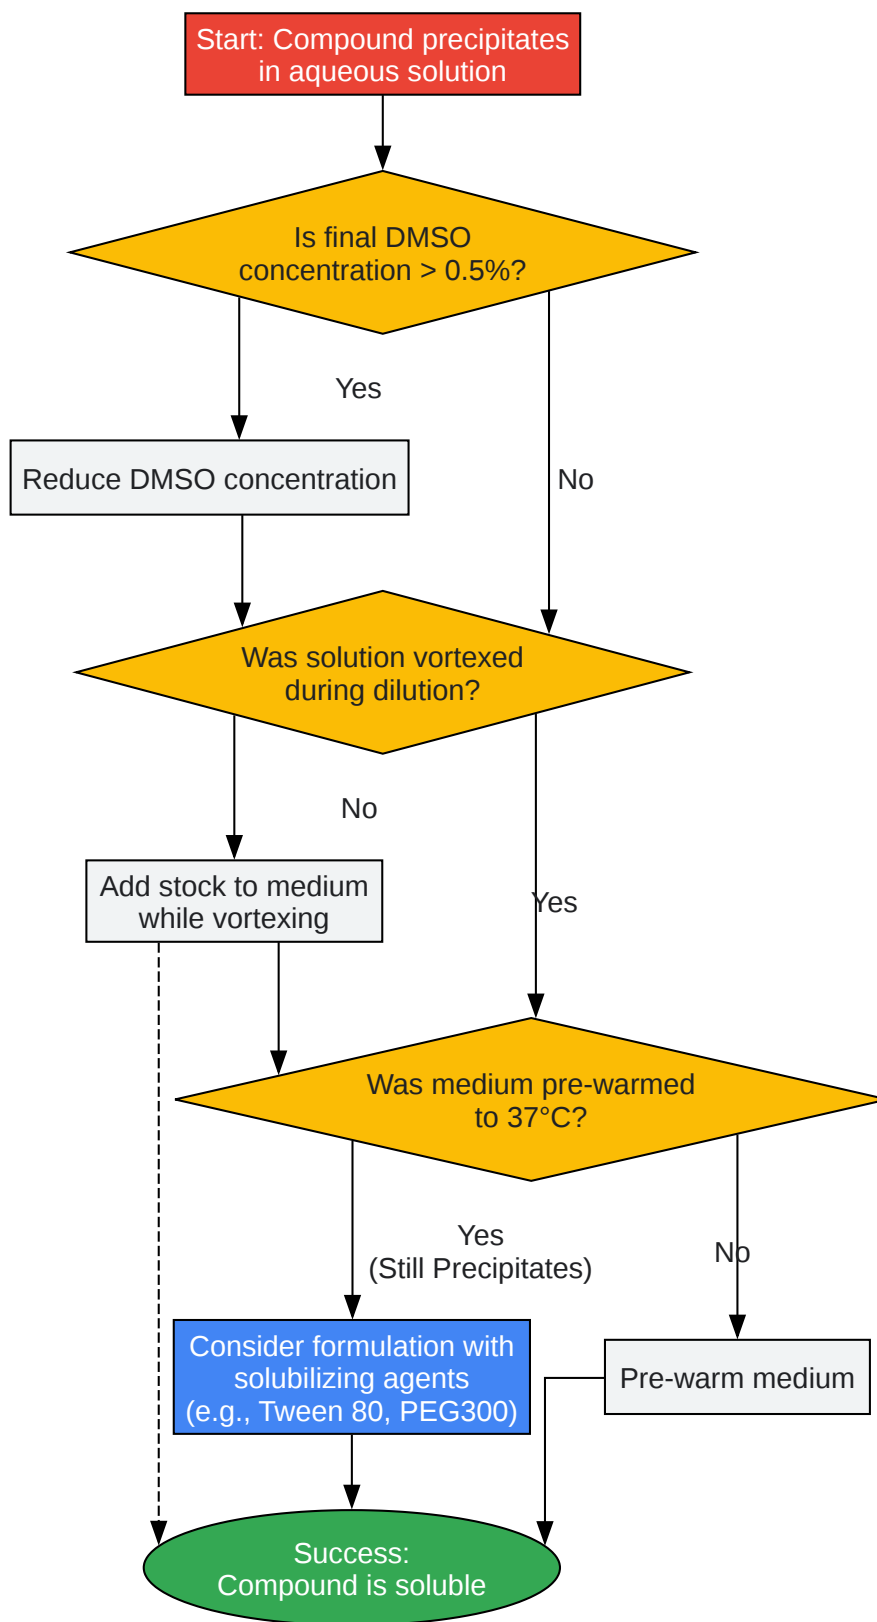 Start: Compound precipitates
in aqueous solution
Is final DMSO
concentration > 0.5%?
Yes
Reduce DMSO concentration
No
Was solution vortexed
during dilution?
No
Add stock to medium
while vortexing
Yes
Was medium pre-warmed
to 37°C?
Yes
(Still Precipitates)
No
Consider formulation with
solubilizing agents
(e.g., Tween 80, PEG300)
Pre-warm medium
Success:
Compound is soluble